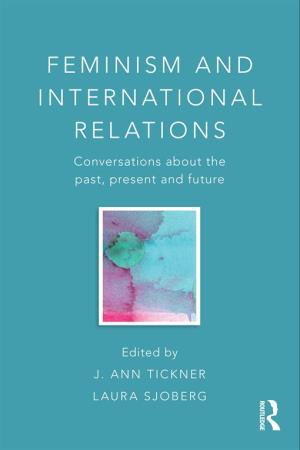 FEMINISM AND
INTERNATIONAL
RELATIONS
Conversations about the
past, present and future
Edited by
J. ANN TICKNER
LAURA SJOBERG
ROUTLEDGE